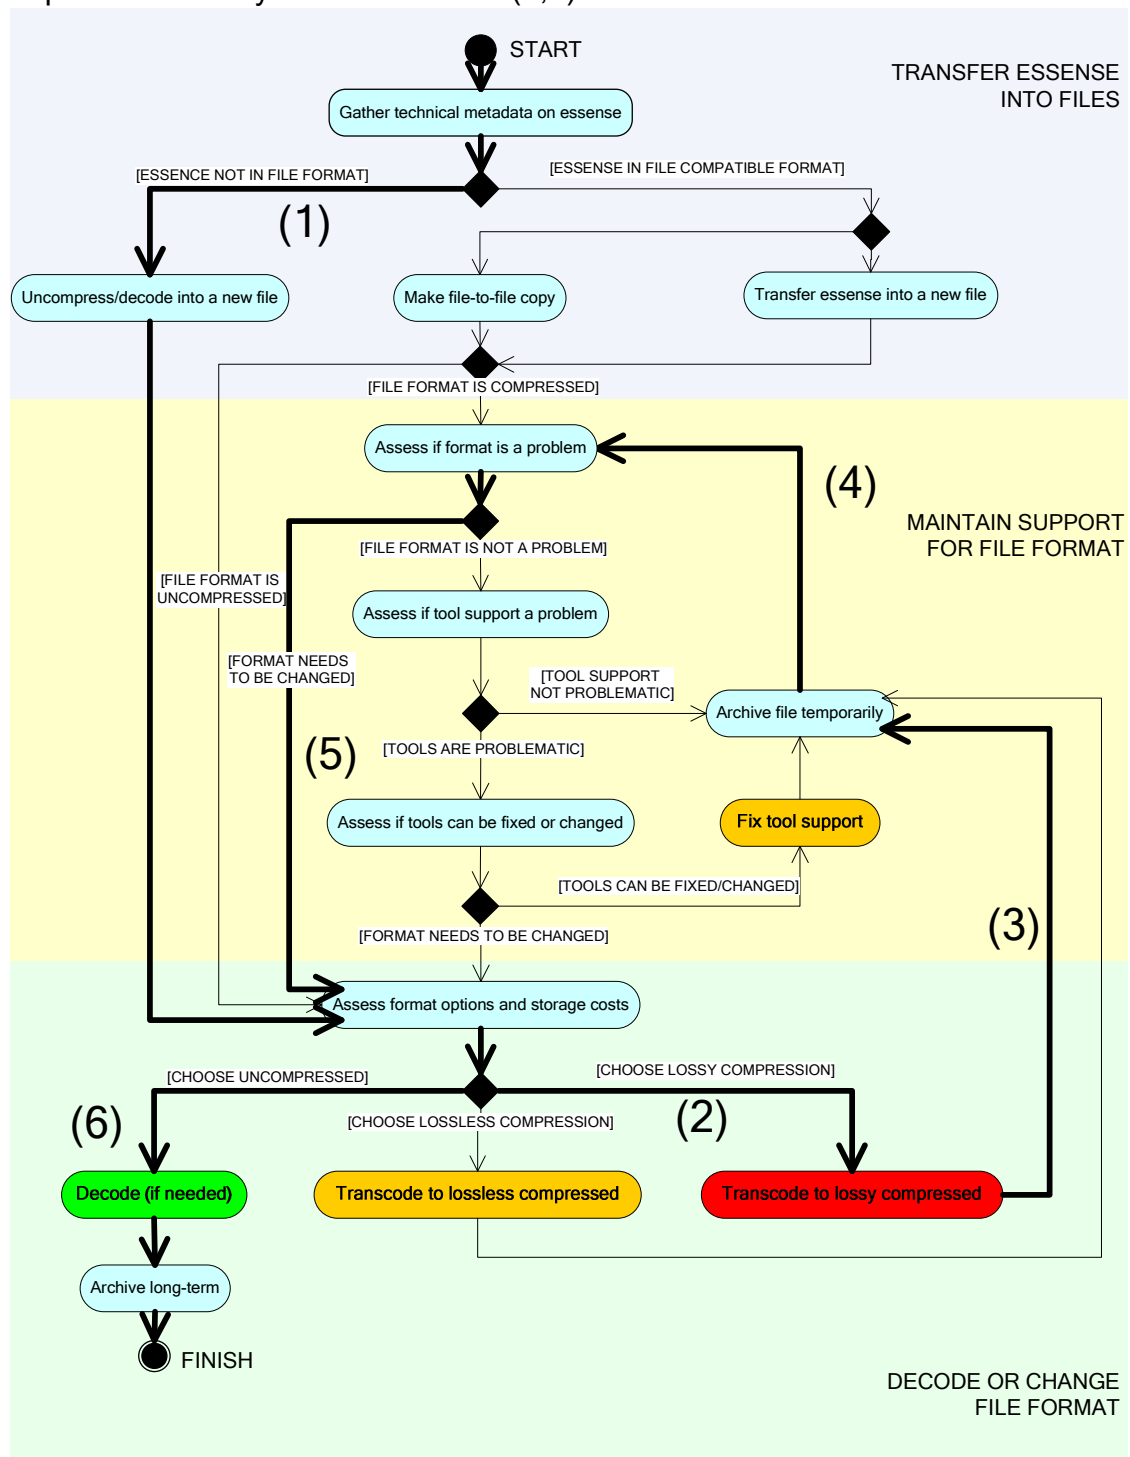 START
TRANSFER ESSENSE
INTO FILES
Gather technical metadata on essense
[ESSENCE NOT IN FILE FORMAT]
[ESSENSE IN FILE COMPATIBLE FORMAT]
(1)
Uncompress/decode into a new file
Make file-to-file copy
Transfer essense into a new file
[FILE FORMAT IS COMPRESSED]
Assess if format is a problem
(4)
MAINTAIN SUPPORT
FOR FILE FORMAT
[FILE FORMAT IS NOT A PROBLEM]
[FILE FORMAT IS
UNCOMPRESSED]
Assess if tool support a problem
[FORMAT NEEDS
TO BE CHANGED]
[TOOL SUPPORT
NOT PROBLEMATIC]
Archive file temporarily
(5)
[TOOLS ARE PROBLEMATIC]
Assess if tools can be fixed or changed
Fix tool support
[TOOLS CAN BE FIXED/CHANGED]
(3)
[FORMAT NEEDS TO BE CHANGED]
Assess format options and storage costs
[CHOOSE UNCOMPRESSED]
[CHOOSE LOSSY COMPRESSION]
(6)
[CHOOSE LOSSLESS COMPRESSION]
(2)
Decode (if needed)
Transcode to lossless compressed
Transcode to lossy compressed
Archive long-term
FINISH
DECODE OR CHANGE
FILE FORMAT